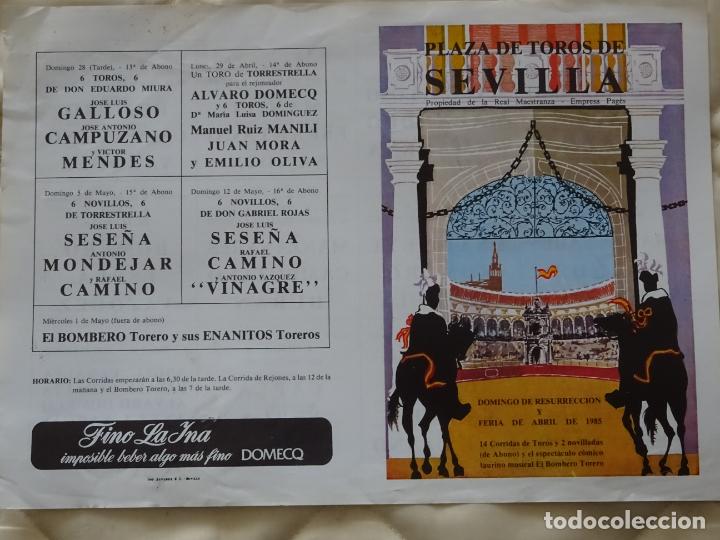 Domingo 28 (Tarde), - 13ª de Abono
6 TOROS, 6
DE DON EDUARDO MIURA
JOSE LUIS
GALLOSO
JOSE ANTONIO
CAMPUZANO
y VICTOR
MENDES
Lunes, 29 de Abril, - 14ª de Abono
Un TORO de TORRESTRELLA
para el rejoneador
ALVARO DOMECQ
y 6 TOROS, 6 de
Dª Maria Luisa DOMINGUEZ
Manuel Ruiz MANILI
JUAN MORA
y EMILIO OLIVA
Domingo 5 de Mayo, - 15ª de Abono
6 NOVILLOS, 6
DE TORRESTRELLA
JOSE LUIS
SESEÑA
ANTONIO
MONDEJAR
y RAFAEL
CAMINO
Domingo 12 de Mayo, - 16ª de Abono
6 NOVILLOS, 6
DE DON GABRIEL ROJAS
JOSE LUIS
SESEÑA
RAFAEL
CAMINO
y ANTONIO VAZQUEZ
“VINAGRE”
Miércoles 1 de Mayo (fuera de abono)
El BOMBERO Torero y sus ENANITOS Toreros
HORARIO: Las Corridas empezarán a las 6,30 de la tarde. La Corrida de Rejones, a las 12 de la
mañana y el Bombero Torero, a las 7 de la tarde.
Fino La Ina
imposible beber algo más fino DOMECQ
PLAZA DE TOROS DE
SEVILLA
Propiedad de la Real Maestranza - Empresa Pagés
DOMINGO DE RESURRECCION
Y
FERIA DE ABRIL DE 1985
14 Corridas de Toros y 2 novilladas
(de Abono) y el espectáculo cómico
taurino musical El Bombero Torero
todocoleccion
todocoleccion.net